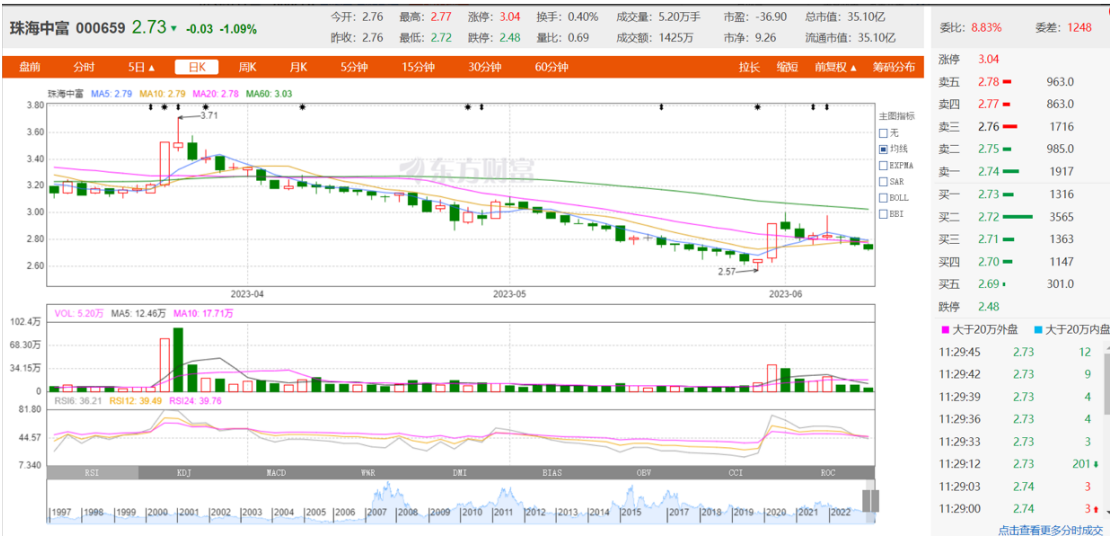 珠海中富 000659 2.73 -0.03 -1.09%
今开: 2.76 最高: 2.77 涨停: 3.04 换手: 0.40% 成交量: 5.20万手 市盈: -36.90 总市值: 35.10亿
昨收: 2.76 最低: 2.72 跌停: 2.48 量比: 0.69 成交额: 1425万 市净: 9.26 流通市值: 35.10亿
盘前 分时 5日▲ 日K 周K 月K 5分钟 15分钟 30分钟 60分钟 拉长 缩短 前复权▲ 筹码分布
珠海中富 MA5: 2.79 MA10: 2.79 MA20: 2.78 MA60: 3.03
3.80
3.60
3.40
3.20
3.00
2.80
2.60
3.71
东方财富
2.57
2023-04 2023-05 2023-06
主图指标
无
均线
EXPMA
SAR
BOLL
BBI
VOL: 5.20万 MA5: 12.46万 MA10: 17.71万
102.4万
68.30万
34.15万
0
RSI6: 36.21 RSI12: 39.49 RSI24: 39.76
81.80
44.57
7.340
RSI KDJ MACD W&R DMI BIAS OBV CCI ROC
1997 1998 1999 2000 2001 2002 2003 2004 2005 2006 2007 2008 2009 2010 2011 2012 2013 2014 2015 2017 2018 2019 2020 2021 2022
委比: 8.83% 委差: 1248
涨停 3.04
卖五 2.78 963.0
卖四 2.77 863.0
卖三 2.76 1716
卖二 2.75 985.0
卖一 2.74 1917
买一 2.73 1316
买二 2.72 3565
买三 2.71 1363
买四 2.70 1147
买五 2.69 301.0
跌停 2.48
大于20万外盘 大于20万内盘
11:29:45 2.73 12
11:29:42 2.73 9
11:29:39 2.73 4
11:29:36 2.73 4
11:29:33 2.73 3
11:29:12 2.73 201
11:29:03 2.74 3
11:29:00 2.74 3
点击查看更多分时成交